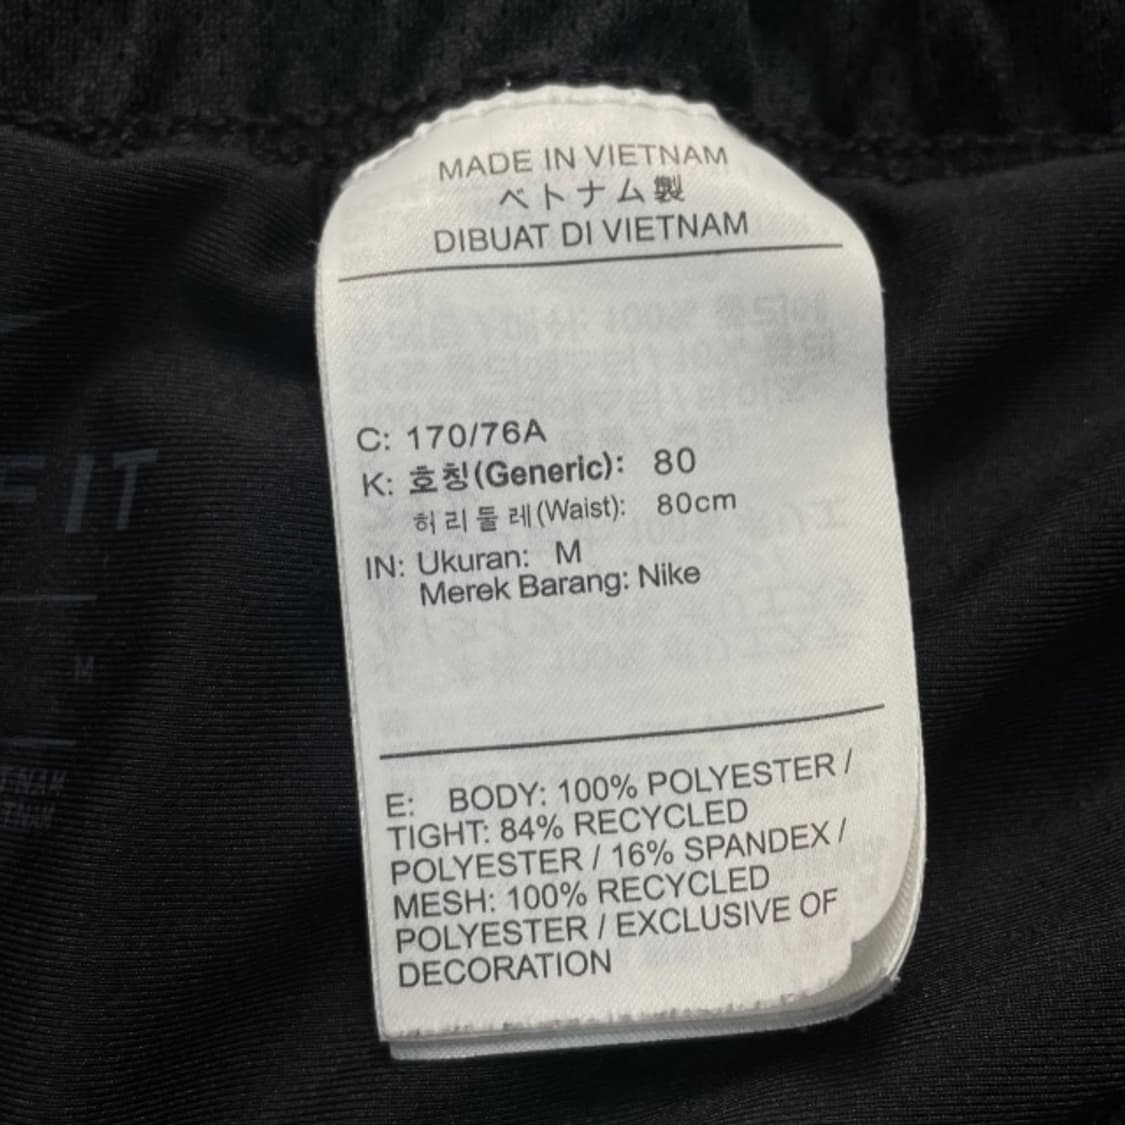 MADE IN VIETNAM
ベトナム製
DIBUAT DI VIETNAM
C: 170/76A
K: 호칭(Generic): 80
허리둘레(Waist): 80cm
IN: Ukuran: M
Merek Barang: Nike
E: BODY: 100% POLYESTER /
TIGHT: 84% RECYCLED
POLYESTER / 16% SPANDEX /
MESH: 100% RECYCLED
POLYESTER / EXCLUSIVE OF
DECORATION
FIT
M